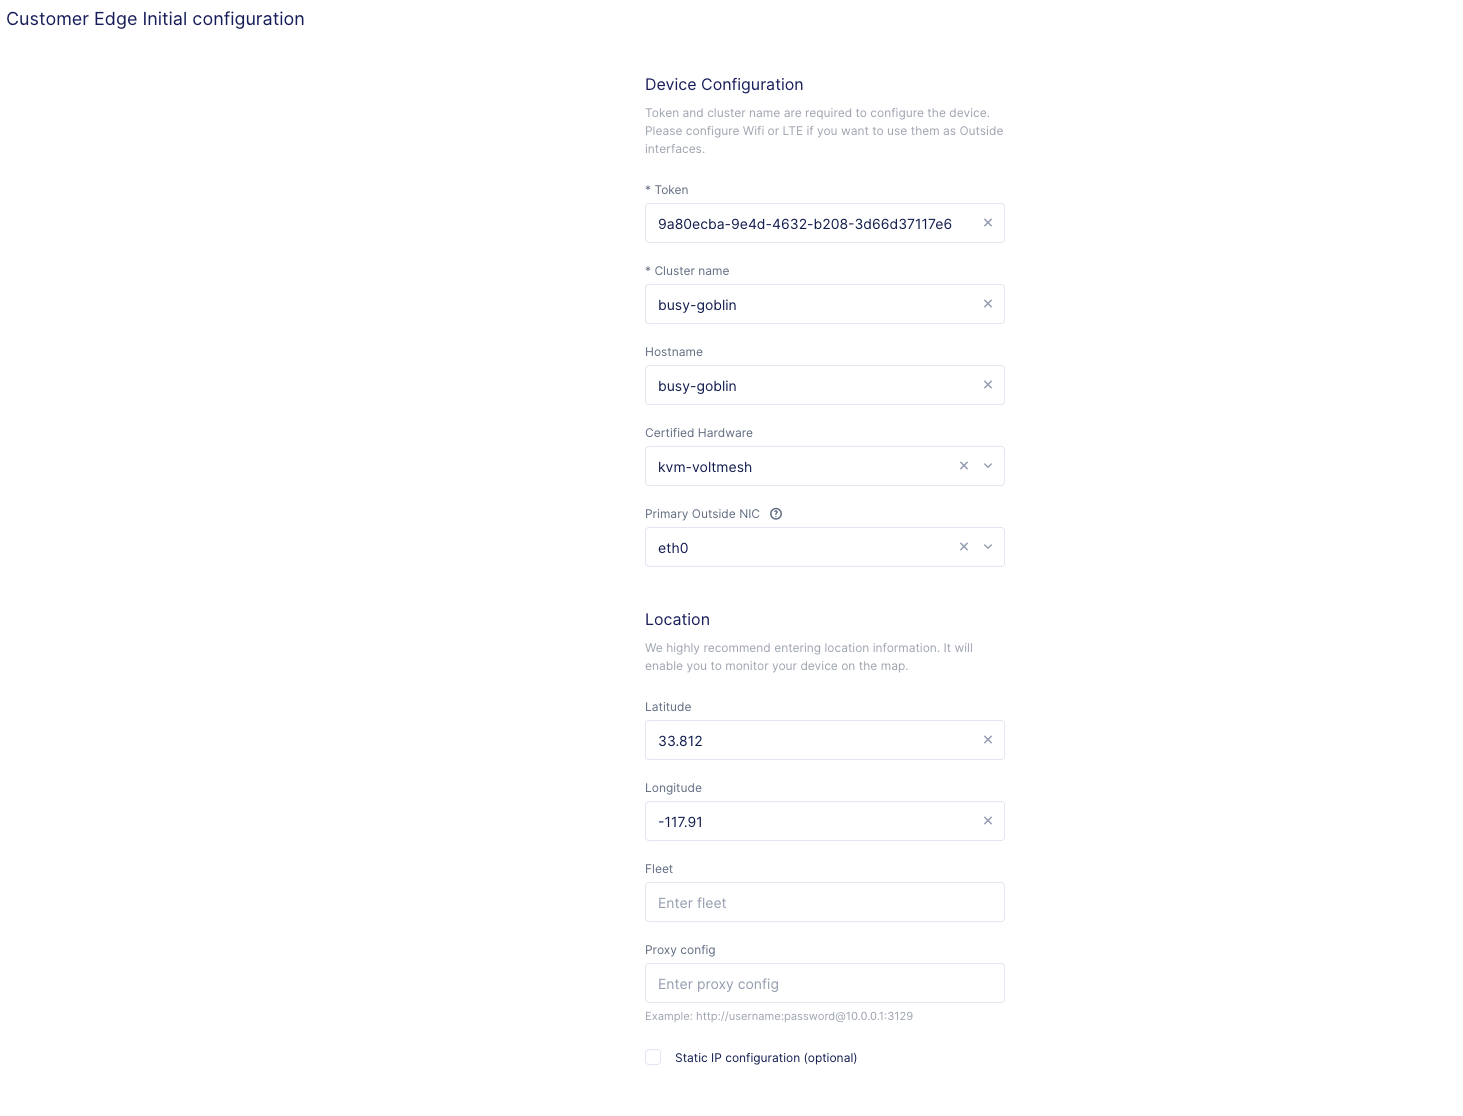 Customer Edge Initial configuration
Device Configuration
Token and cluster name are required to configure the device.
Please configure Wifi or LTE if you want to use them as Outside
interfaces.
* Token
9a80ecba-9e4d-4632-b208-3d66d37117e6
* Cluster name
busy-goblin
Hostname
busy-goblin
Certified Hardware
kvm-voltmesh
Primary Outside NIC
eth0
Location
We highly recommend entering location information. It will
enable you to monitor your device on the map.
Latitude
33.812
Longitude
-117.91
Fleet
Enter fleet
Proxy config
Enter proxy config
Example: http://username:password@10.0.0.1:3129
Static IP configuration (optional)